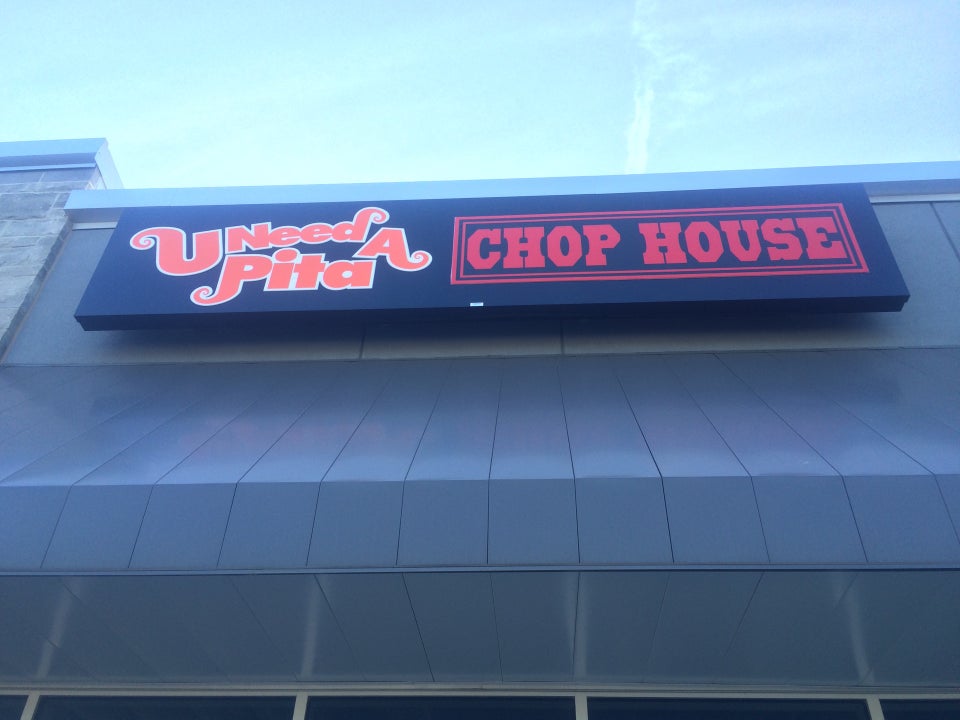 U Need A
Pita
CHOP HOUSE